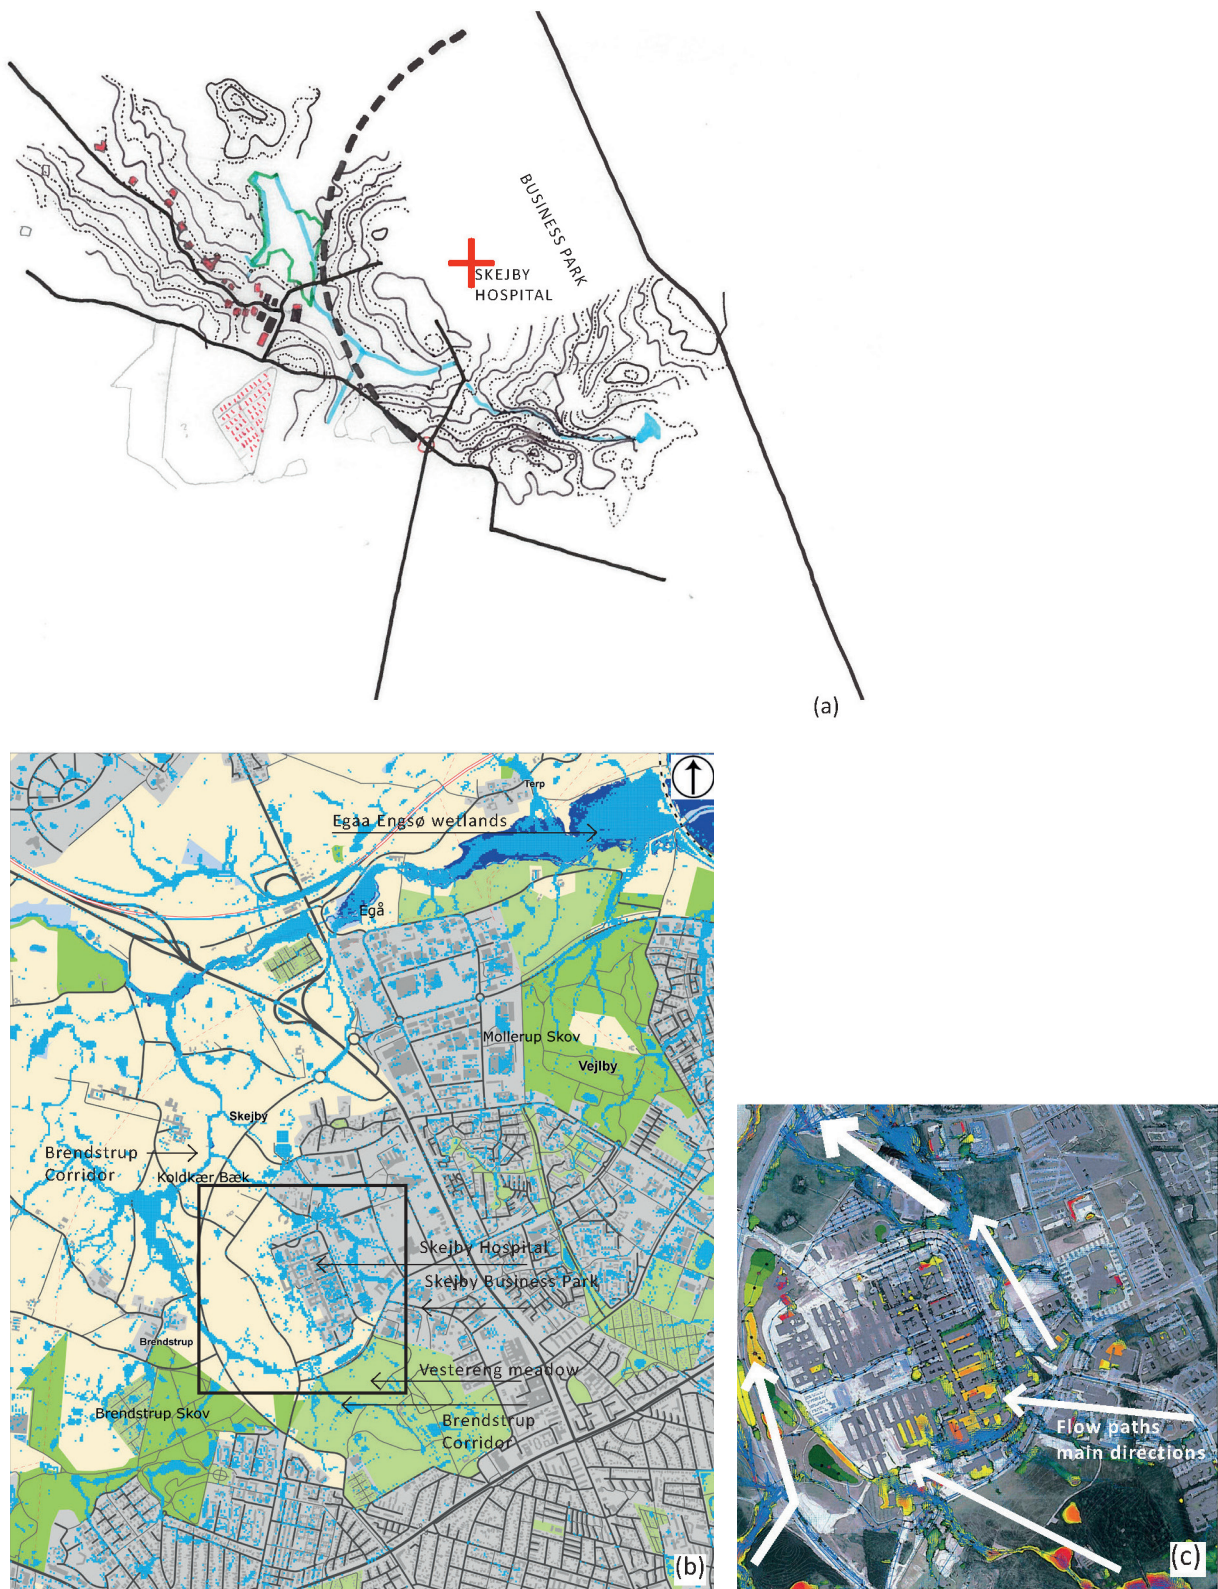 BUSINESS PARK
SKEJBY
HOSPITAL
(a)
Terp
Egaa Engsø wetlands
Egå
Mollerup Skov
Vejlby
Skejby
Brendstrup
Corridor
Koldkær Bæk
Skejby Hospital
Skejby Business Park
Brendstrup
Vestereng meadow
Brendstrup Skov
Brendstrup
Corridor
(b)
Flow paths
main directions
(c)